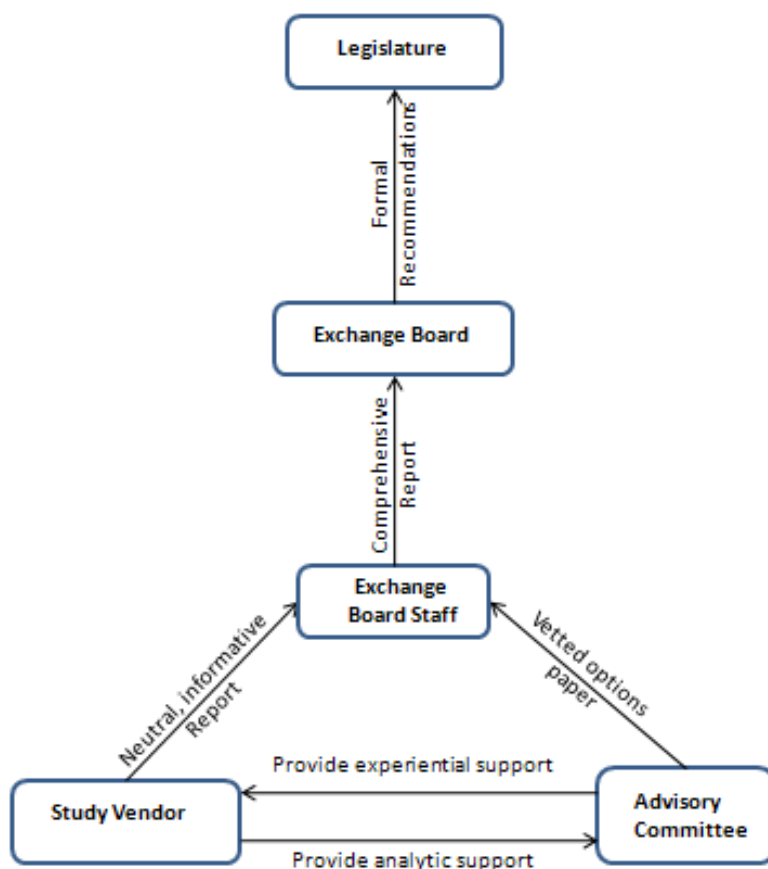 Legislature
Formal
Recommendations
Exchange Board
Comprehensive
Report
Exchange
Board Staff
Neutral, informative
Report
Vetted options
paper
Provide experiential support
Study Vendor
Advisory
Committee
Provide analytic support